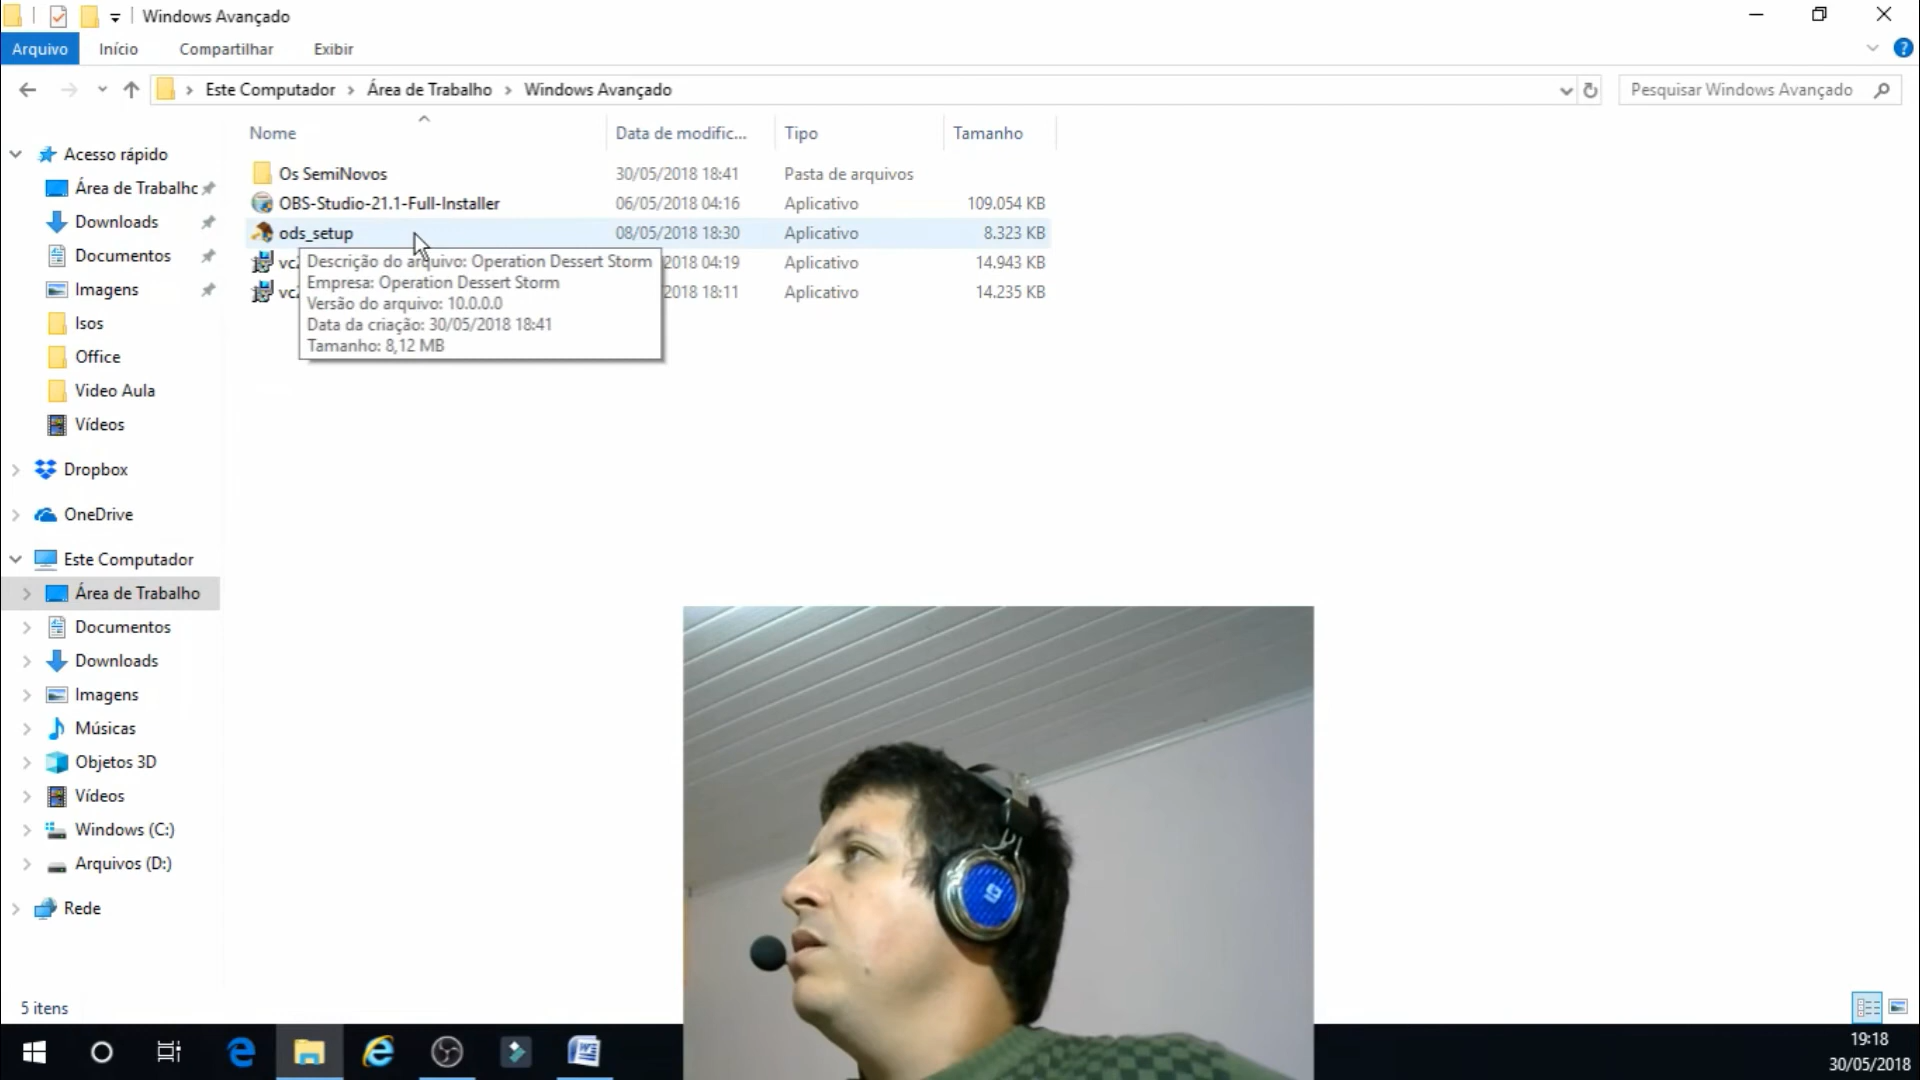 Windows Avançado
Arquivo Início Compartilhar Exibir
Este Computador Área de Trabalho Windows Avançado
Pesquisar Windows Avançado
Nome Data de modific... Tipo Tamanho
Os SemiNovos 30/05/2018 18:41 Pasta de arquivos
OBS-Studio-21.1-Full-Installer 06/05/2018 04:16 Aplicativo 109.054 KB
ods_setup 08/05/2018 18:30 Aplicativo 8.323 KB
2018 04:19 Aplicativo 14.943 KB
2018 18:11 Aplicativo 14.235 KB
Descrição do arquivo: Operation Dessert Storm
Empresa: Operation Dessert Storm
Versão do arquivo: 10.0.0.0
Data da criação: 30/05/2018 18:41
Tamanho: 8,12 MB
Acesso rápido
Área de Trabalho
Downloads
Documentos
Imagens
Isos
Office
Video Aula
Vídeos
Dropbox
OneDrive
Este Computador
Área de Trabalho
Documentos
Downloads
Imagens
Músicas
Objetos 3D
Vídeos
Windows (C:)
Arquivos (D:)
Rede
5 itens
19:18
30/05/2018